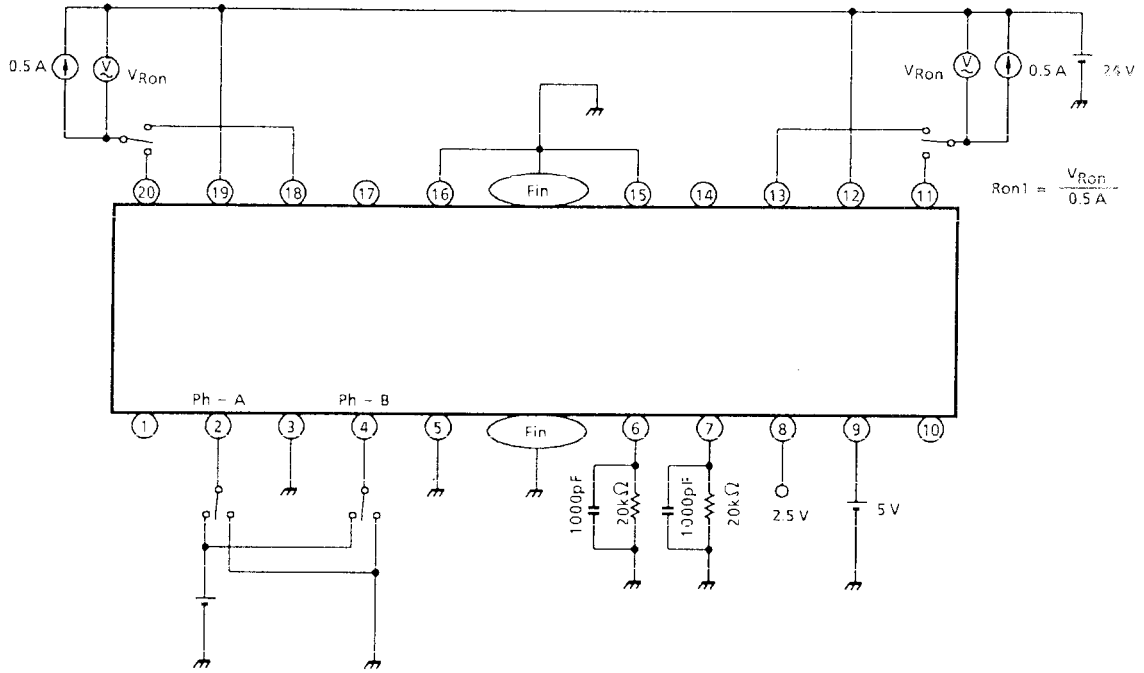 0.5 A
V
VRon
VRon
V
0.5 A
26 V
20
19
18
17
16
Fin
15
14
13
12
11
Ron1 = VRon / 0.5 A
Ph – A
Ph – B
1
2
3
4
5
Fin
6
7
8
9
10
1000pF
20kΩ
1000pF
20kΩ
2.5 V
5 V